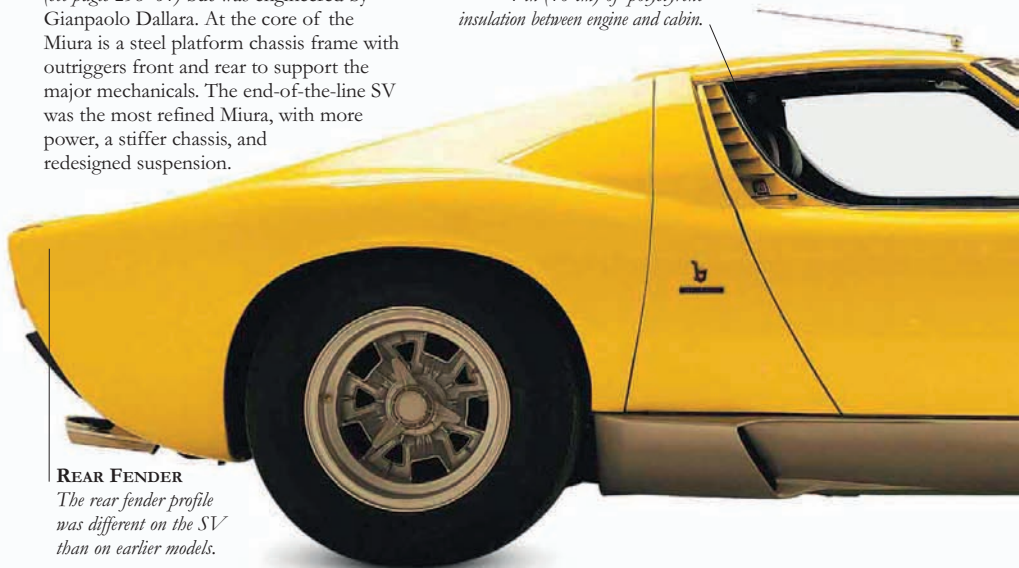 was engineered by
Gianpaolo Dallara. At the core of the
Miura is a steel platform chassis frame with
outriggers front and rear to support the
major mechanicals. The end-of-the-line SV
was the most refined Miura, with more
power, a stiffer chassis, and
redesigned suspension.
insulation between engine and cabin.
REAR FENDER
The rear fender profile
was different on the SV
than on earlier models.